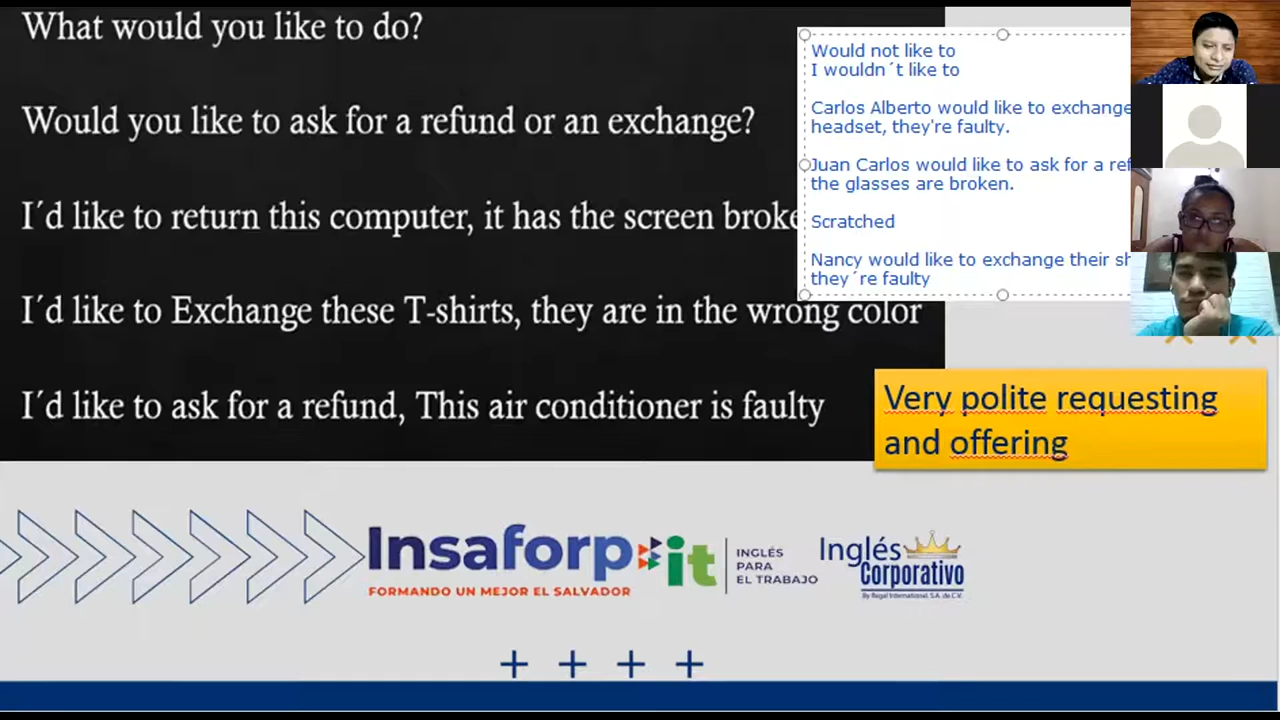 What would you like to do?
Would you like to ask for a refund or an exchange?
I´d like to return this computer, it has the screen
I´d like to Exchange these T-shirts, they are in the wrong color
I´d like to ask for a refund, This air conditioner is faulty
Would not like to
I wouldn´t like to
Carlos Alberto would like to exchange
headset, they're faulty.
Juan Carlos would like to ask for a
the glasses are broken.
Scratched
Nancy would like to exchange their
they´re faulty
Very polite requesting
and offering
Insaforp it
FORMANDO UN MEJOR EL SALVADOR
INGLÉS
PARA
EL TRABAJO
Inglés
Corporativo
By Regal International, S.A. de C.V.